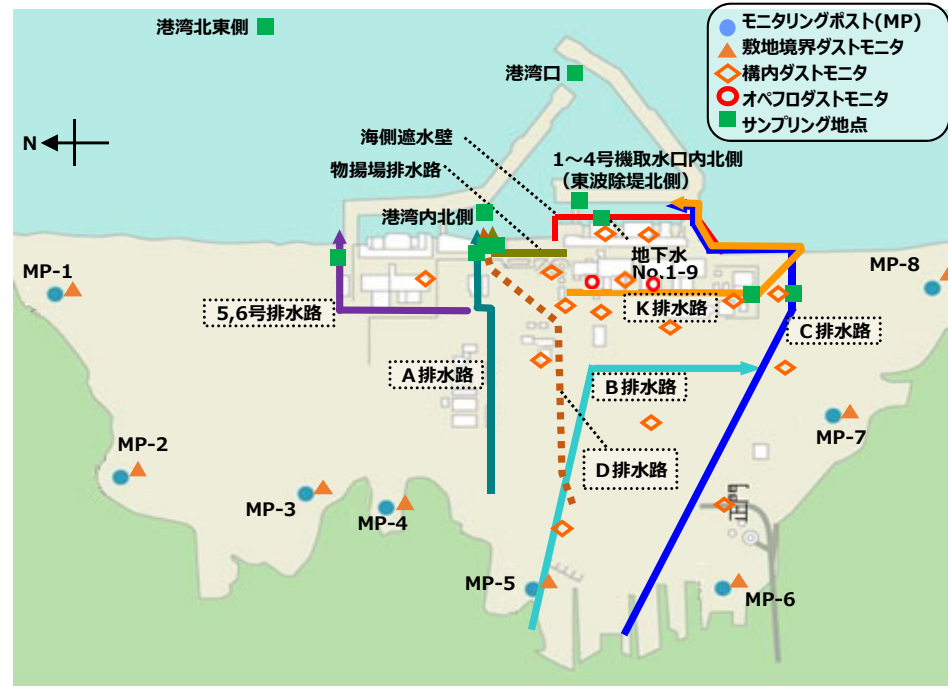 港湾北東側
モニタリングポスト(MP)
敷地境界ダストモニタ
構内ダストモニタ
オペフロダストモニタ
サンプリング地点
港湾口
N
海側遮水壁
物揚場排水路
1～4号機取水口内北側
（東波除堤北側）
港湾内北側
地下水
No.1-9
MP-1
MP-8
5,6号排水路
K排水路
C排水路
A排水路
B排水路
MP-7
MP-2
D排水路
MP-3
MP-4
MP-5
MP-6